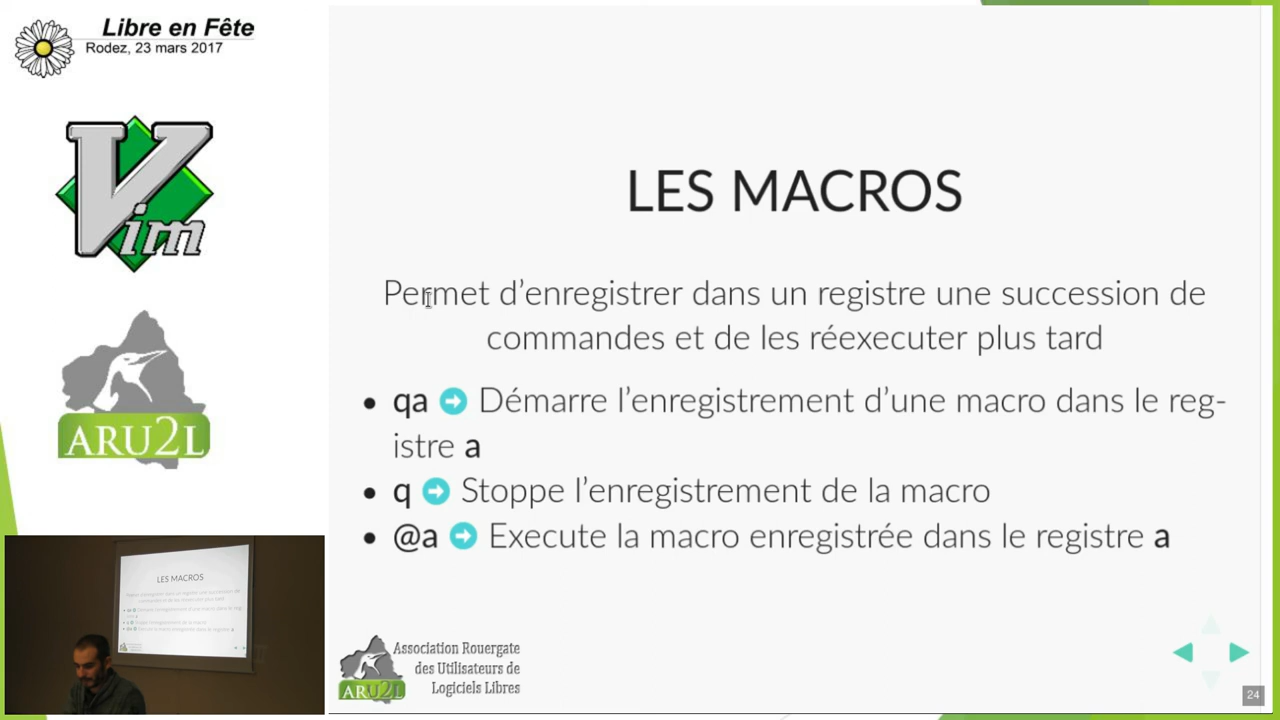 Libre en Fête
Rodez, 23 mars 2017
Vim
ARU2L
LES MACROS
Permet d’enregistrer dans un registre une succession de
commandes et de les réexecuter plus tard
qa Démarre l’enregistrement d’une macro dans le reg-
istre a
q Stoppe l’enregistrement de la macro
@a Execute la macro enregistrée dans le registre a
LES MACROS
ARU2L
Association Rouergate
des Utilisateurs de
Logiciels Libres
24